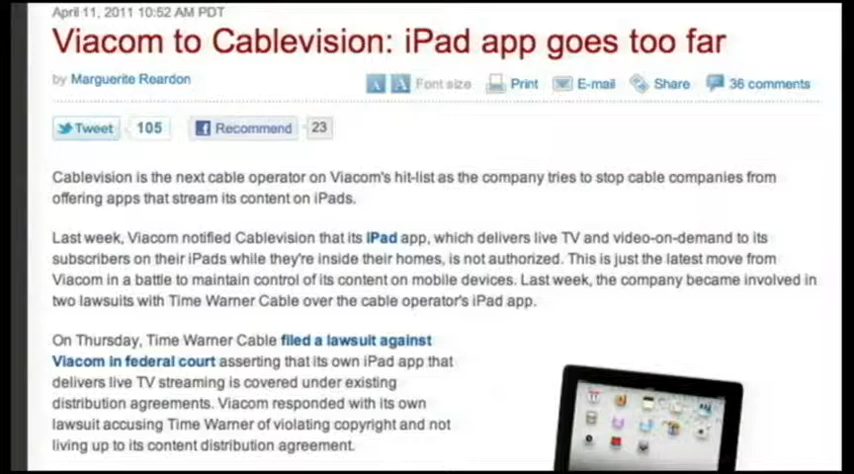 April 11, 2011 10:52 AM PDT
Viacom to Cablevision: iPad app goes too far
by Marguerite Reardon
A A Font size Print E-mail Share 36 comments
Tweet 105 Recommend 23
Cablevision is the next cable operator on Viacom's hit-list as the company tries to stop cable companies from
offering apps that stream its content on iPads.
Last week, Viacom notified Cablevision that its iPad app, which delivers live TV and video-on-demand to its
subscribers on their iPads while they're inside their homes, is not authorized. This is just the latest move from
Viacom in a battle to maintain control of its content on mobile devices. Last week, the company became involved in
two lawsuits with Time Warner Cable over the cable operator's iPad app.
On Thursday, Time Warner Cable filed a lawsuit against
Viacom in federal court asserting that its own iPad app that
delivers live TV streaming is covered under existing
distribution agreements. Viacom responded with its own
lawsuit accusing Time Warner of violating copyright and not
living up to its content distribution agreement.